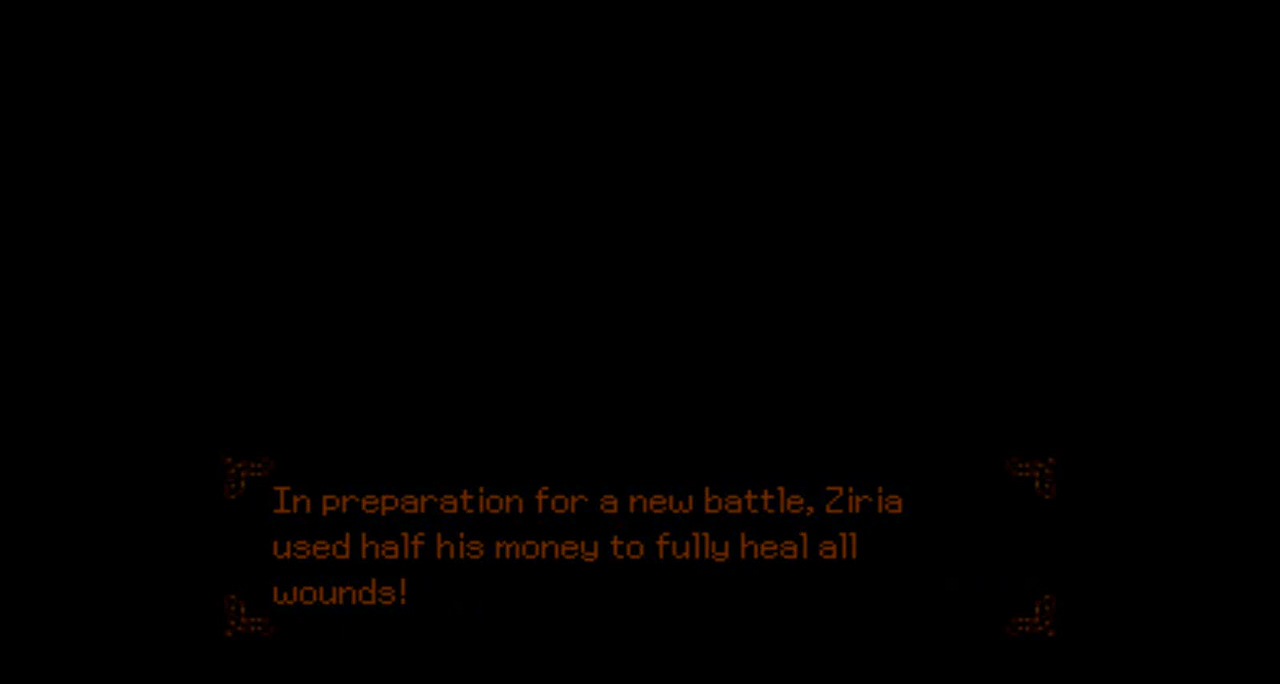 In preparation for a new battle, Ziria
used half his money to fully heal all
wounds!